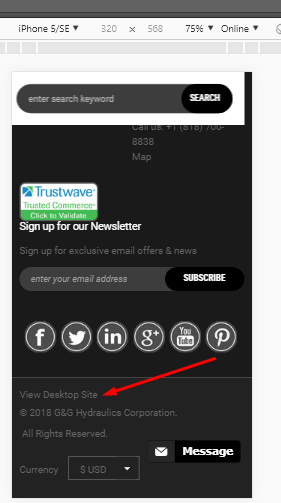 iPhone 5/SE ▼ 320 × 568 75% ▼ Online ▼
enter search keyword SEARCH
Call us: +1 (818) 700-
8838
Map
Trustwave®
Trusted Commerce®
Click to Validate
Sign up for our Newsletter
Sign up for exclusive email offers & news
enter your email address SUBSCRIBE
f in g+ You Tube
View Desktop Site
© 2018 G&G Hydraulics Corporation.
All Rights Reserved.
Message
Currency $ USD